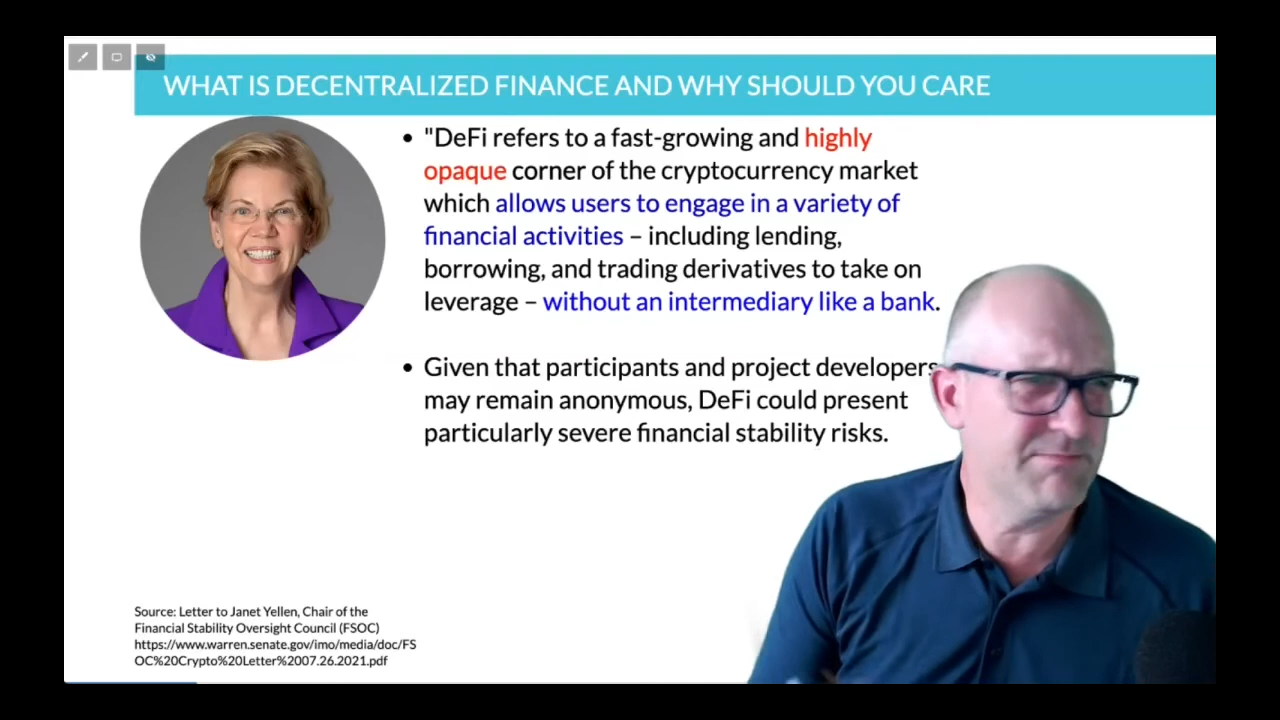 WHAT IS DECENTRALIZED FINANCE AND WHY SHOULD YOU CARE
• "DeFi refers to a fast-growing and highly
opaque corner of the cryptocurrency market
which allows users to engage in a variety of
financial activities – including lending,
borrowing, and trading derivatives to take on
leverage – without an intermediary like a bank.
• Given that participants and project developers
may remain anonymous, DeFi could present
particularly severe financial stability risks.
Source: Letter to Janet Yellen, Chair of the
Financial Stability Oversight Council (FSOC)
https://www.warren.senate.gov/imo/media/doc/FS
OC%20Crypto%20Letter%2007.26.2021.pdf